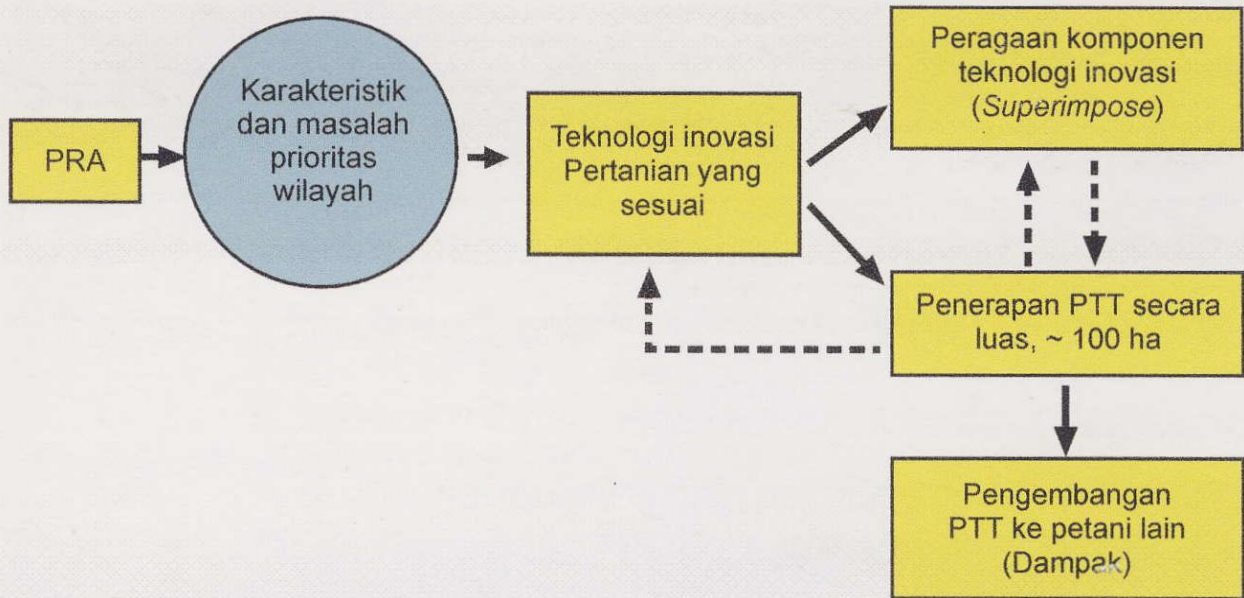 PRA
Karakteristik
dan masalah
prioritas
wilayah
Teknologi inovasi
Pertanian yang
sesuai
Peragaan komponen
teknologi inovasi
(Superimpose)
Penerapan PTT secara
luas, ~ 100 ha
Pengembangan
PTT ke petani lain
(Dampak)